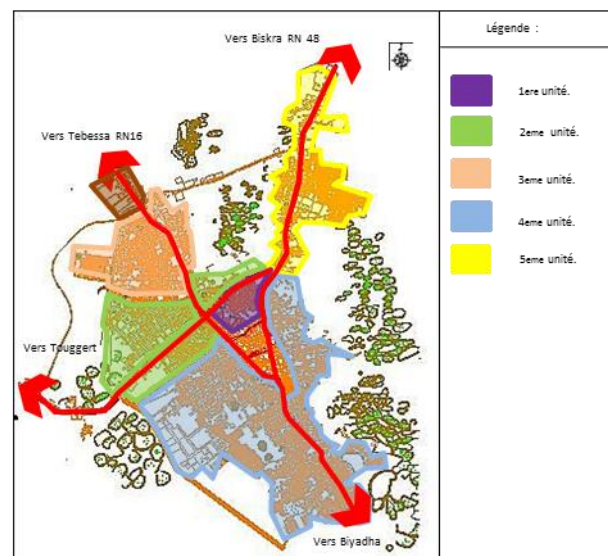 Vers Biskra RN 48
Vers Tebessa RN16
Vers Touggert
Vers Biyadha
Légende :
1ere unité.
2eme unité.
3eme unité.
4eme unité.
5eme unité.